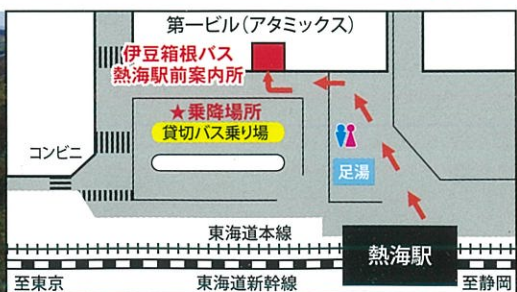 第一ビル(アタミックス)
伊豆箱根バス
熱海駅前案内所
★乗降場所
貸切バス乗り場
コンビニ
足湯
東海道本線
熱海駅
至東京
東海道新幹線
至静岡